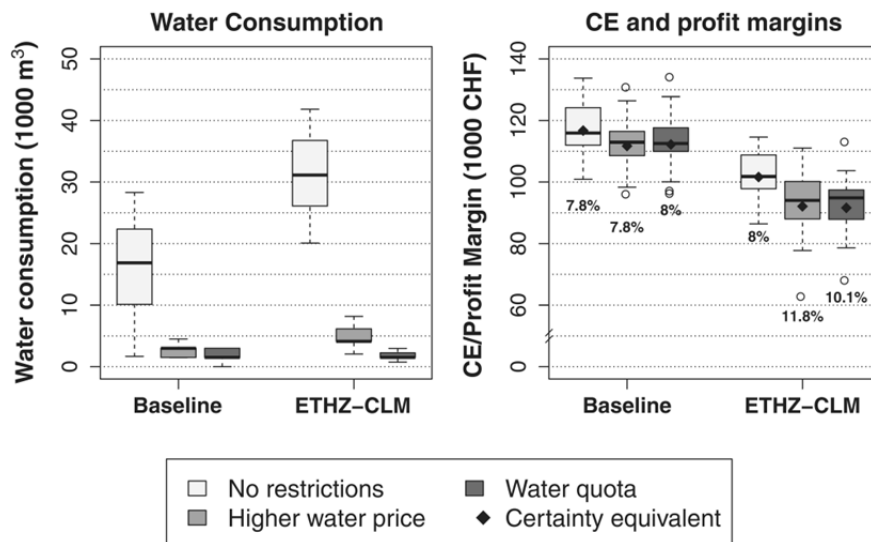 Water Consumption
Water consumption (1000 m³)
50
40
30
20
10
0
Baseline
ETHZ−CLM
CE and profit margins
CE/Profit Margin (1000 CHF)
140
120
100
80
60
0
7.8%
7.8%
8%
8%
11.8%
10.1%
Baseline
ETHZ−CLM
No restrictions
Higher water price
Water quota
Certainty equivalent